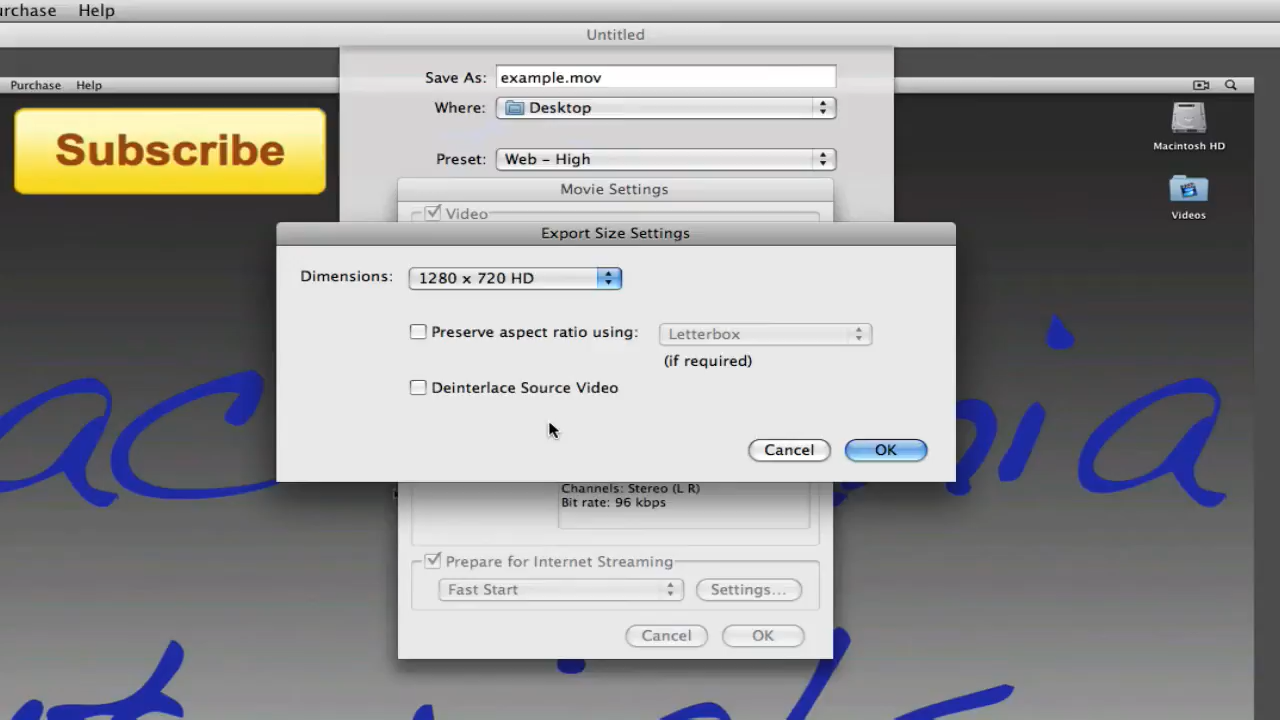 urchase Help
Untitled
Save As: example.mov
Purchase Help
Where: Desktop
Subscribe
Macintosh HD
Preset: Web – High
Movie Settings
Videos
Video
Export Size Settings
Dimensions: 1280 x 720 HD
Preserve aspect ratio using: Letterbox
(if required)
Deinterlace Source Video
Cancel OK
Channels: Stereo (L R)
Bit rate: 96 kbps
Prepare for Internet Streaming
Fast Start Settings...
Cancel OK